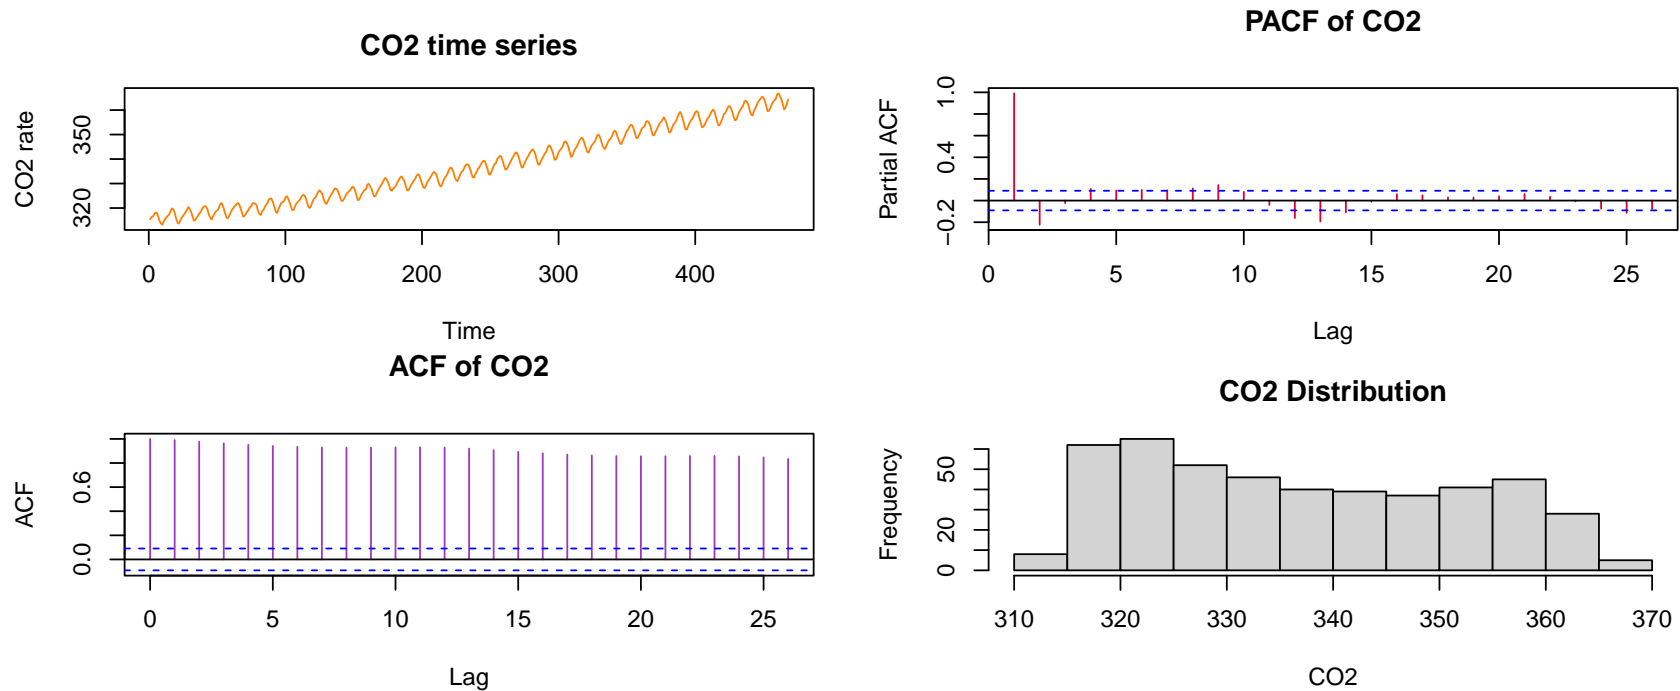 CO2 time series
CO2 rate
320 350
0 100 200 300 400
Time
PACF of CO2
Partial ACF
−0.2 0.4 1.0
0 5 10 15 20 25
Lag
ACF of CO2
ACF
0.0 0.6
0 5 10 15 20 25
Lag
CO2 Distribution
Frequency
0 20 50
310 320 330 340 350 360 370
CO2